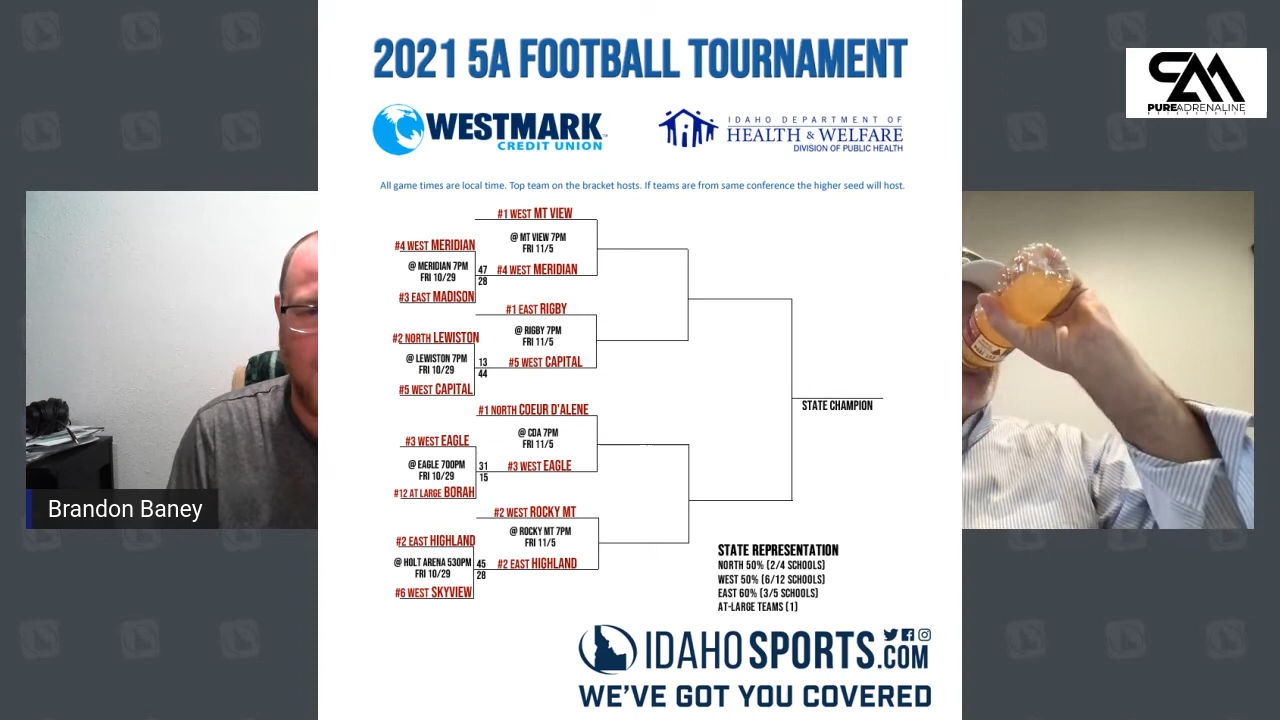 2021 5A FOOTBALL TOURNAMENT
PUREADRENALINE
WESTMARK
CREDIT UNION
IDAHO DEPARTMENT OF
HEALTH & WELFARE
DIVISION OF PUBLIC HEALTH
All game times are local time. Top team on the bracket hosts. If teams are from same conference the higher seed will host.
#1 WEST MT VIEW
@ MT VIEW 7PM
FRI 11/5
#4 WEST MERIDIAN
@ MERIDIAN 7PM
FRI 10/29
47
28
#4 WEST MERIDIAN
#3 EAST MADISON
#1 EAST RIGBY
@ RIGBY 7PM
FRI 11/5
#2 NORTH LEWISTON
@ LEWISTON 7PM
FRI 10/29
13
44
#5 WEST CAPITAL
#5 WEST CAPITAL
#1 NORTH COEUR D'ALENE
@ CDA 7PM
FRI 11/5
STATE CHAMPION
#3 WEST EAGLE
@ EAGLE 700PM
FRI 10/29
31
15
#3 WEST EAGLE
#12 AT LARGE BORAH
#2 WEST ROCKY MT
@ ROCKY MT 7PM
FRI 11/5
#2 EAST HIGHLAND
@ HOLT ARENA 530PM
FRI 10/29
45
28
#2 EAST HIGHLAND
#6 WEST SKYVIEW
STATE REPRESENTATION
NORTH 50% (2/4 SCHOOLS)
WEST 50% (6/12 SCHOOLS)
EAST 60% (3/5 SCHOOLS)
AT-LARGE TEAMS (1)
IDAHO SPORTS.COM
WE'VE GOT YOU COVERED
Brandon Baney